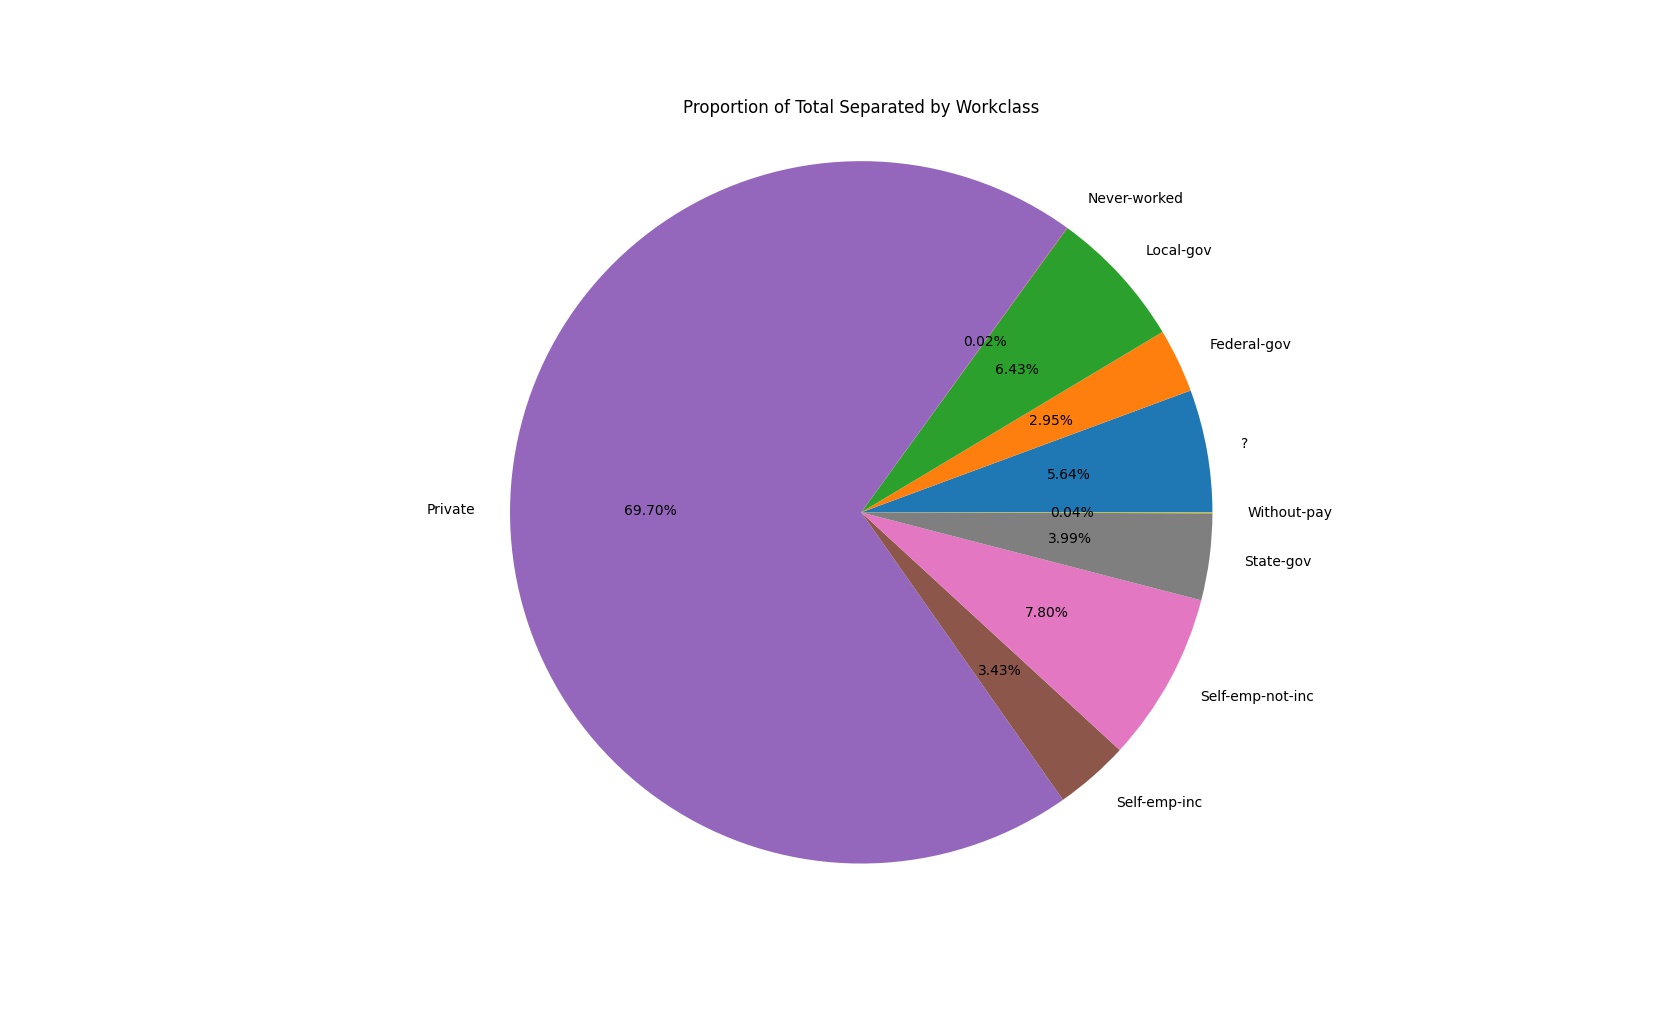 Proportion of Total Separated by Workclass
Never-worked
Local-gov
0.02%
Federal-gov
6.43%
2.95%
?
5.64%
Private
69.70%
0.04%
Without-pay
3.99%
State-gov
7.80%
3.43%
Self-emp-not-inc
Self-emp-inc